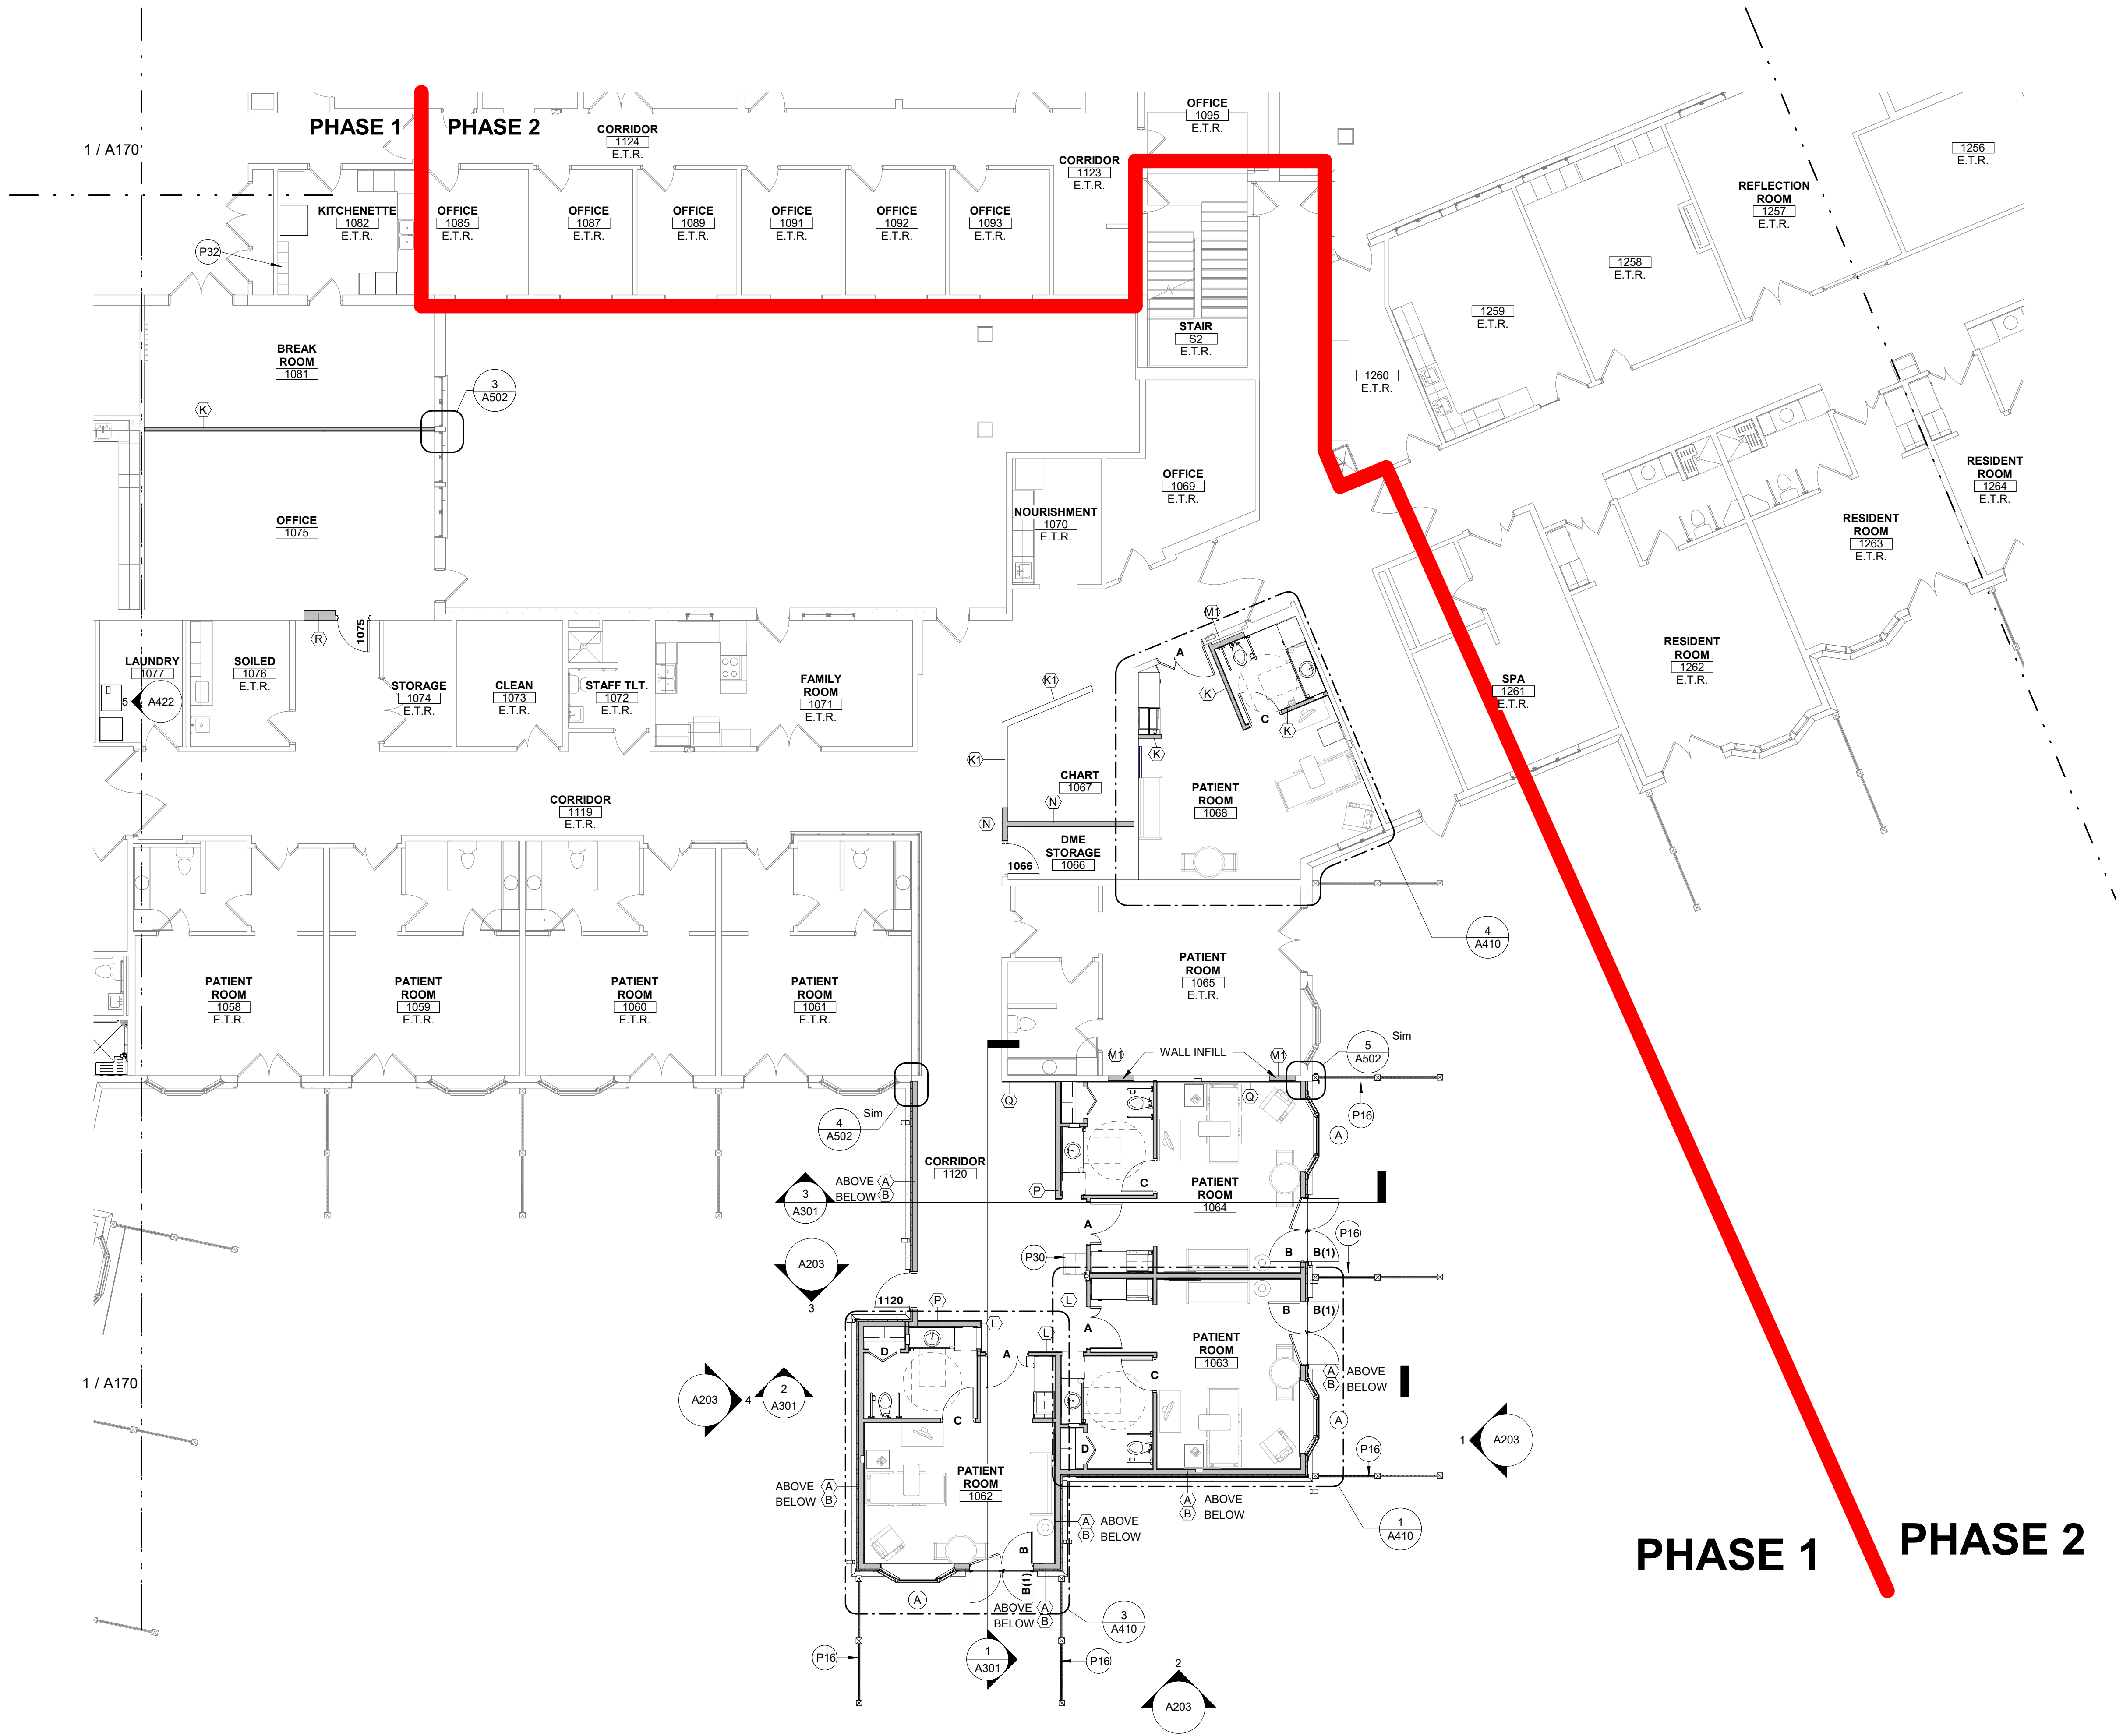 PHASE 1
PHASE 2
1 / A170
CORRIDOR
1124
E.T.R.
OFFICE
1095
E.T.R.
CORRIDOR
1123
E.T.R.
1256
E.T.R.
REFLECTION
ROOM
1257
E.T.R.
KITCHENETTE
1082
E.T.R.
P32
OFFICE
1085
E.T.R.
OFFICE
1087
E.T.R.
OFFICE
1089
E.T.R.
OFFICE
1091
E.T.R.
OFFICE
1092
E.T.R.
OFFICE
1093
E.T.R.
1258
E.T.R.
1259
E.T.R.
STAIR
S2
E.T.R.
1260
E.T.R.
BREAK
ROOM
1081
3
A502
K
OFFICE
1075
OFFICE
1069
E.T.R.
NOURISHMENT
1070
E.T.R.
RESIDENT
ROOM
1264
E.T.R.
RESIDENT
ROOM
1263
E.T.R.
RESIDENT
ROOM
1262
E.T.R.
SPA
1261
E.T.R.
R
1075
LAUNDRY
1077
5
A422
SOILED
1076
E.T.R.
STORAGE
1074
E.T.R.
CLEAN
1073
E.T.R.
STAFF TLT.
1072
E.T.R.
FAMILY
ROOM
1071
E.T.R.
M1
A
K
C
K
K
K1
K1
CHART
1067
PATIENT
ROOM
1068
N
N
DME
STORAGE
1066
1066
CORRIDOR
1119
E.T.R.
4
A410
PATIENT
ROOM
1058
E.T.R.
PATIENT
ROOM
1059
E.T.R.
PATIENT
ROOM
1060
E.T.R.
PATIENT
ROOM
1061
E.T.R.
PATIENT
ROOM
1065
E.T.R.
M1
WALL INFILL
M1
5
A502
Sim
Q
Q
P16
A
4
A502
Sim
CORRIDOR
1120
ABOVE A
BELOW B
3
A301
P
C
PATIENT
ROOM
1064
A
P30
B
B(1)
P16
A203
3
1120
P
L
L
L
A
B
B(1)
PATIENT
ROOM
1063
A ABOVE
B BELOW
A
P16
C
D
1 / A170
A203
4
2
A301
D
A
C
PATIENT
ROOM
1062
ABOVE A
BELOW B
A ABOVE
B BELOW
A ABOVE
B BELOW
1
A203
1
A410
B
B(1)
A
ABOVE A
BELOW B
3
A410
P16
1
A301
P16
2
A203
PHASE 1
PHASE 2